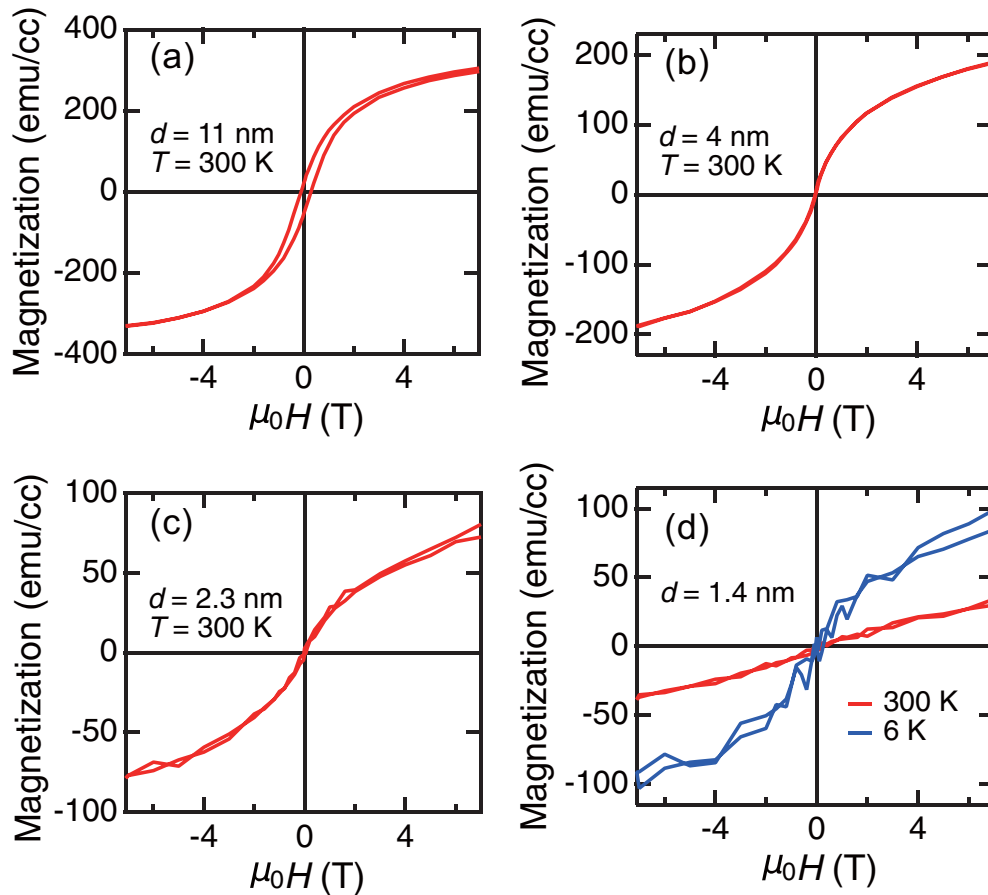 (a)
d = 11 nm
T = 300 K
Magnetization (emu/cc)
400
200
0
-200
-400
-4
0
4
μ₀H (T)
(b)
d = 4 nm
T = 300 K
Magnetization (emu/cc)
200
100
0
-100
-200
-4
0
4
μ₀H (T)
(c)
d = 2.3 nm
T = 300 K
Magnetization (emu/cc)
100
50
0
-50
-100
-4
0
4
μ₀H (T)
(d)
d = 1.4 nm
Magnetization (emu/cc)
100
50
0
-50
-100
300 K
6 K
-4
0
4
μ₀H (T)